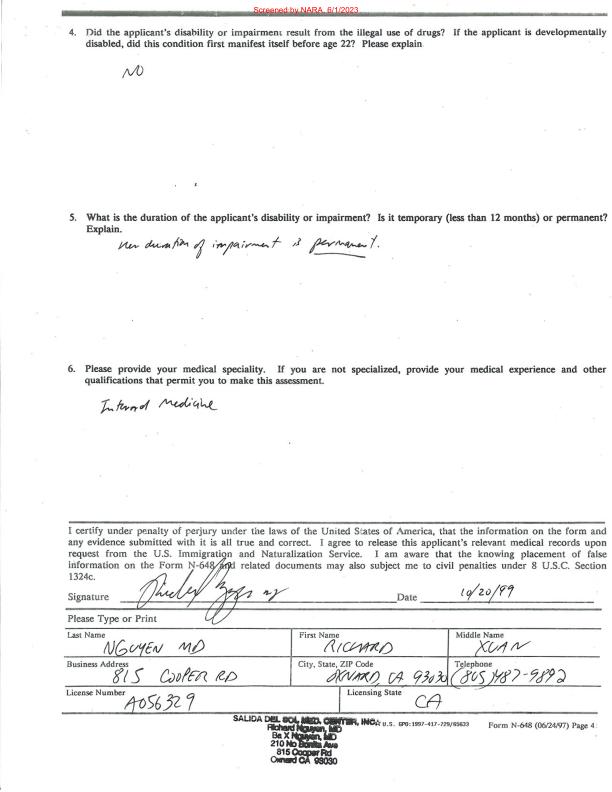 Screened by NARA, 6/1/2023
4. Did the applicant's disability or impairment result from the illegal use of drugs? If the applicant is developmentally
disabled, did this condition first manifest itself before age 22? Please explain
NO
5. What is the duration of the applicant's disability or impairment? Is it temporary (less than 12 months) or permanent?
Explain.
Her duration of impairment is permanent.
6. Please provide your medical speciality. If you are not specialized, provide your medical experience and other
qualifications that permit you to make this assessment.
Internal Medicine
I certify under penalty of perjury under the laws of the United States of America, that the information on the form and
any evidence submitted with it is all true and correct. I agree to release this applicant's relevant medical records upon
request from the U.S. Immigration and Naturalization Service. I am aware that the knowing placement of false
information on the Form N-648 and related documents may also subject me to civil penalties under 8 U.S.C. Section
1324c.
Signature Date 10/20/99
Please Type or Print
Last Name First Name Middle Name
NGUYEN MD RICHARD XUAN
Business Address City, State, ZIP Code Telephone
815 COOPER RD OXNARD, CA 93030 (805)487-9892
License Number Licensing State
A056329 CA
SALIDA DEL SOL MED. CENTER, INC. U.S. GPO:1997-417-729/65633 Form N-648 (06/24/97) Page 4
Richard Nguyen, MD
Be X Nguyen, MD
210 No Bonita Ave
815 Cooper Rd
Oxnard CA 93030